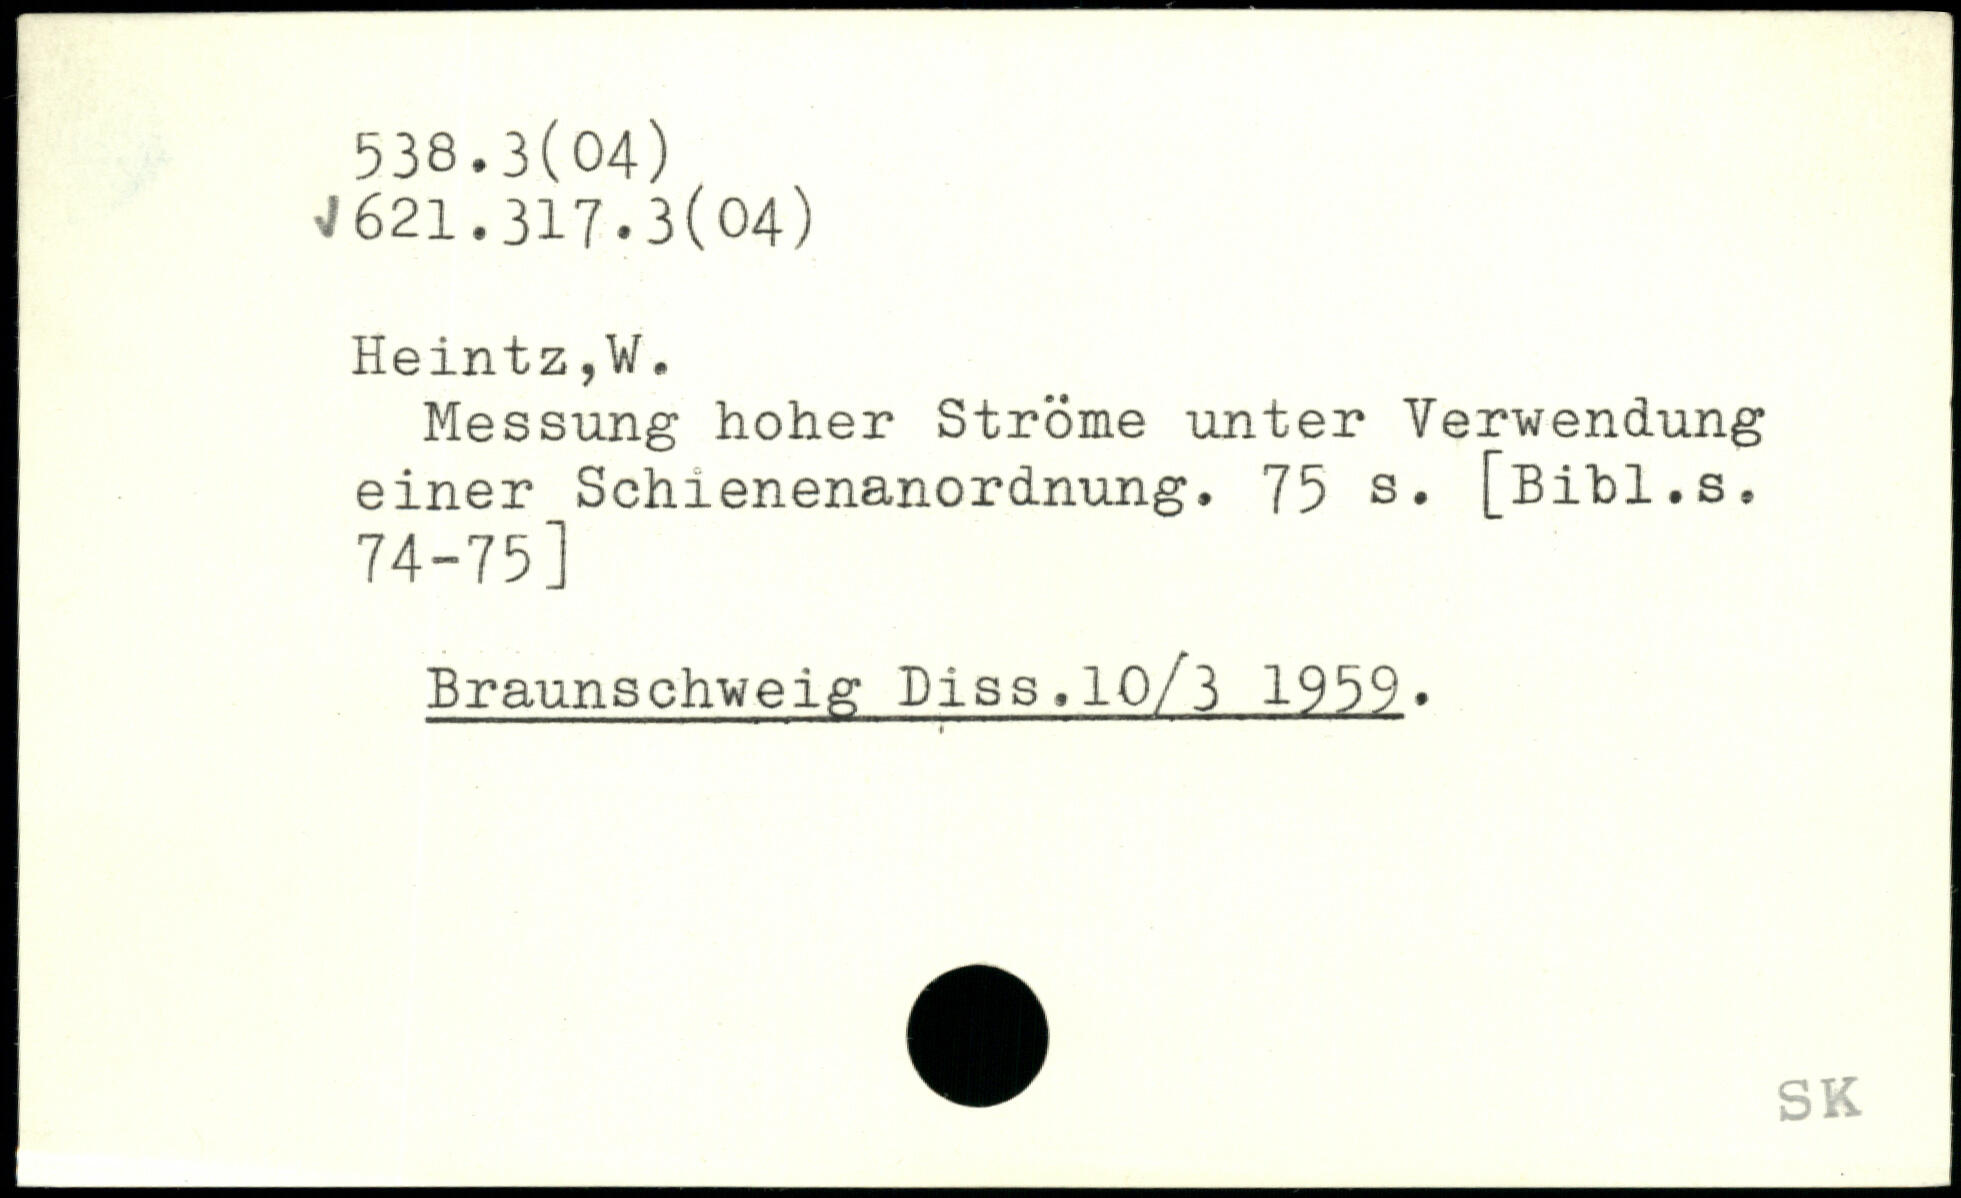 538.3(04)
✓621.317.3(04)
Heintz,W.
Messung hoher Ströme unter Verwendung
einer Schienenanordnung. 75 s. [Bibl.s.
74-75]
Braunschweig Diss.10/3 1959.
SK